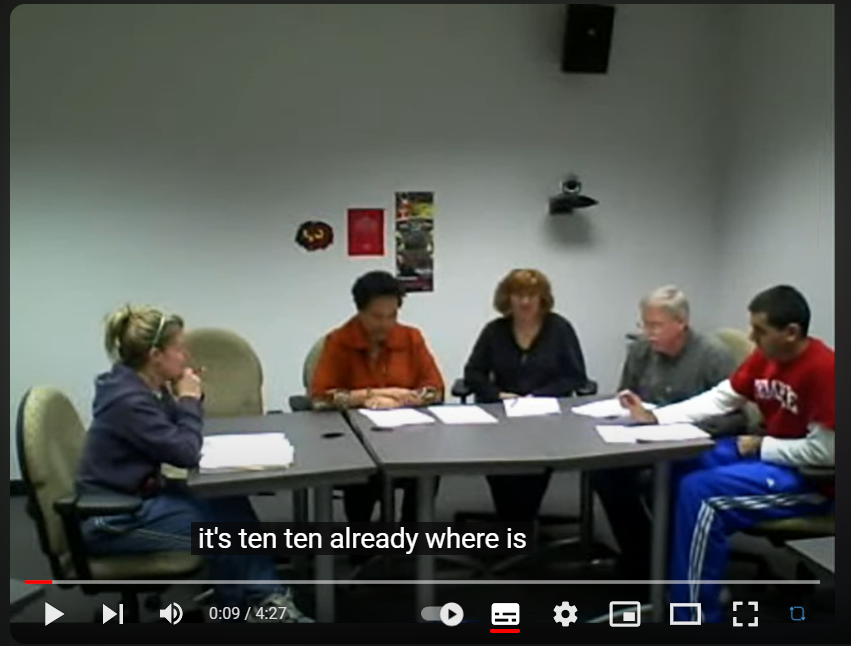 it's ten ten already where is
0:09 / 4:27